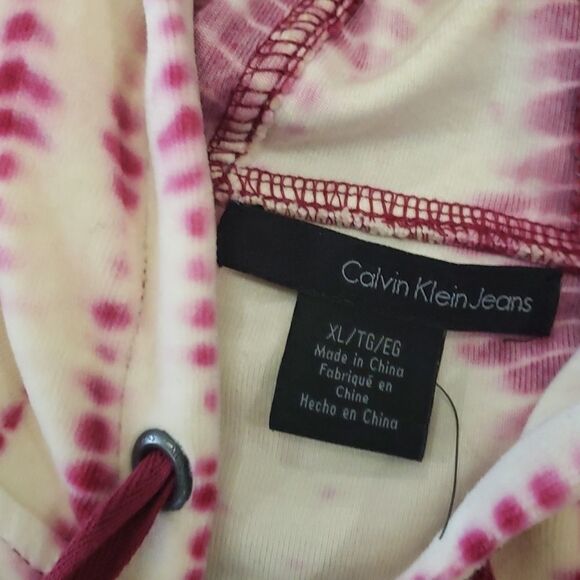 Calvin Klein Jeans
XL/TG/EG
Made in China
Fabriqué en
Chine
Hecho en China